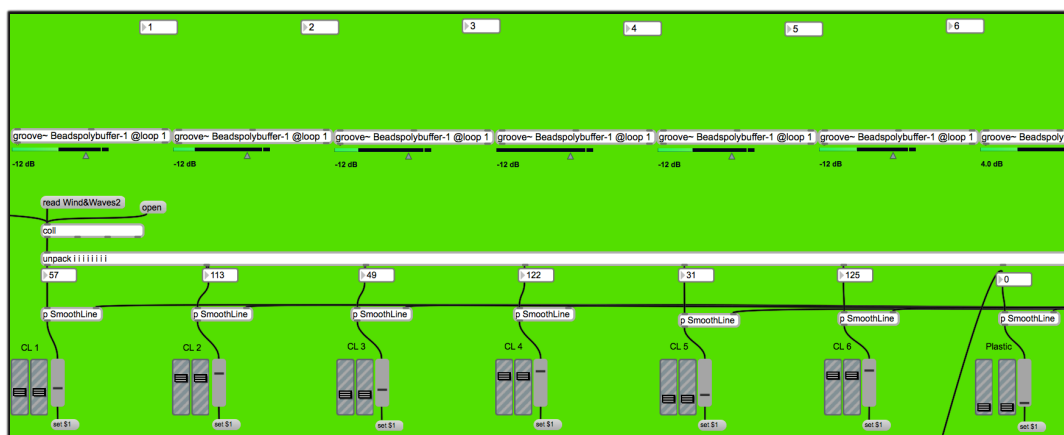 1
2
3
4
5
6
groove~ Beadspolybuffer-1 @loop 1
groove~ Beadspolybuffer-1 @loop 1
groove~ Beadspolybuffer-1 @loop 1
groove~ Beadspolybuffer-1 @loop 1
groove~ Beadspolybuffer-1 @loop 1
groove~ Beadspolybuffer-1 @loop 1
groove~ Beadspoly
-12 dB
-12 dB
-12 dB
-12 dB
-12 dB
-12 dB
4.0 dB
read Wind&Waves2
open
coll
unpack i i i i i i i i
57
113
49
122
31
125
0
p SmoothLine
p SmoothLine
p SmoothLine
p SmoothLine
p SmoothLine
p SmoothLine
p SmoothLine
CL 1
CL 2
CL 3
CL 4
CL 5
CL 6
Plastic
set $1
set $1
set $1
set $1
set $1
set $1
set $1